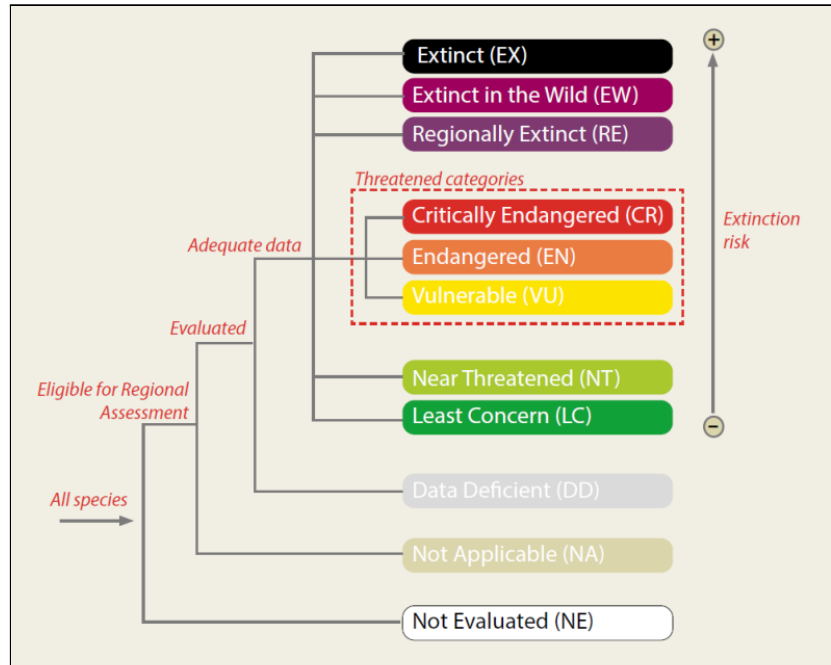 Extinct (EX)
+
Extinct in the Wild (EW)
Regionally Extinct (RE)
Threatened categories
Critically Endangered (CR)
Extinction
risk
Adequate data
Endangered (EN)
Vulnerable (VU)
Evaluated
Near Threatened (NT)
Eligible for Regional
Assessment
Least Concern (LC)
−
Data Deficient (DD)
All species
Not Applicable (NA)
Not Evaluated (NE)